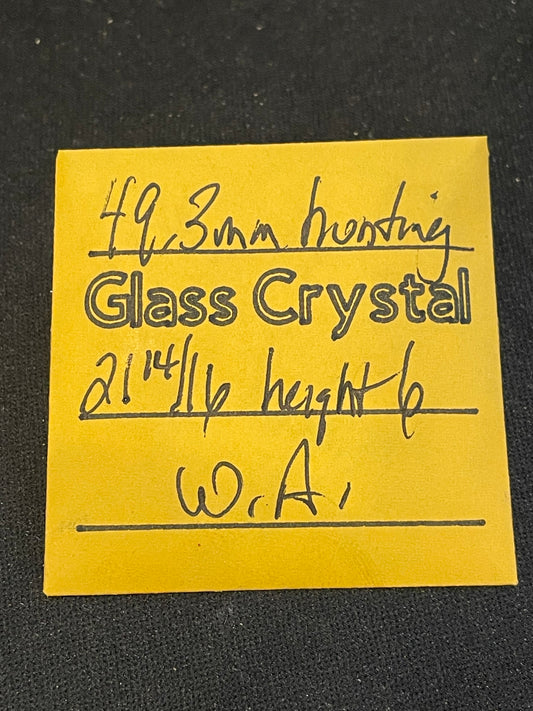 49.3mm hunting
Glass Crystal
21 14/16 height 6
W.A.